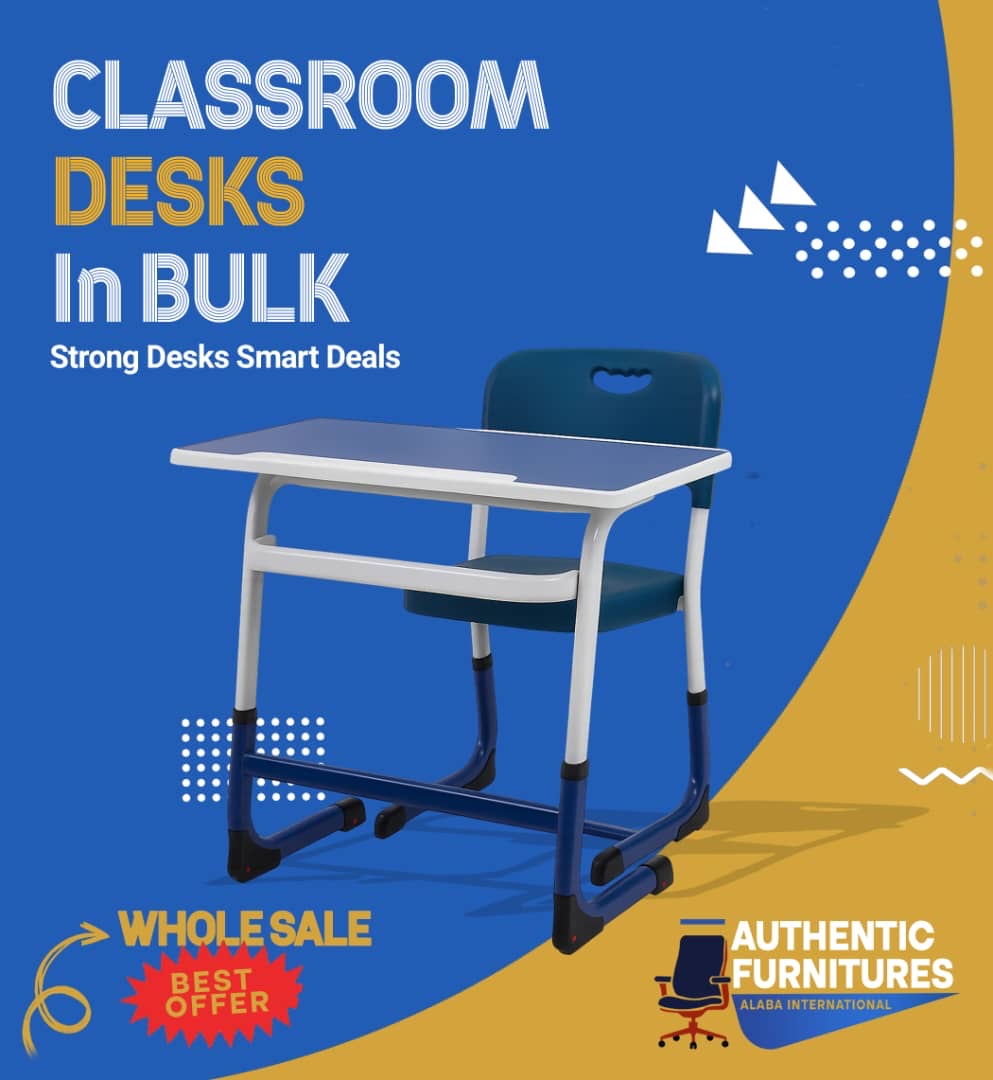 CLASSROOM
DESKS
In BULK
Strong Desks Smart Deals
WHOLE SALE
BEST
OFFER
AUTHENTIC
FURNITURES
ALABA INTERNATIONAL